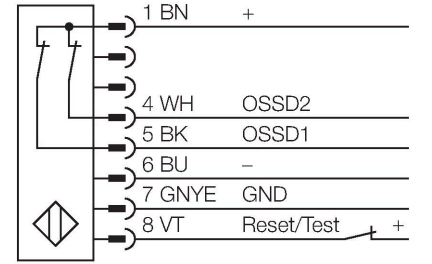 1 BN +
4 WH OSSD2
5 BK OSSD1
6 BU –
7 GNYE GND
8 VT Reset/Test +